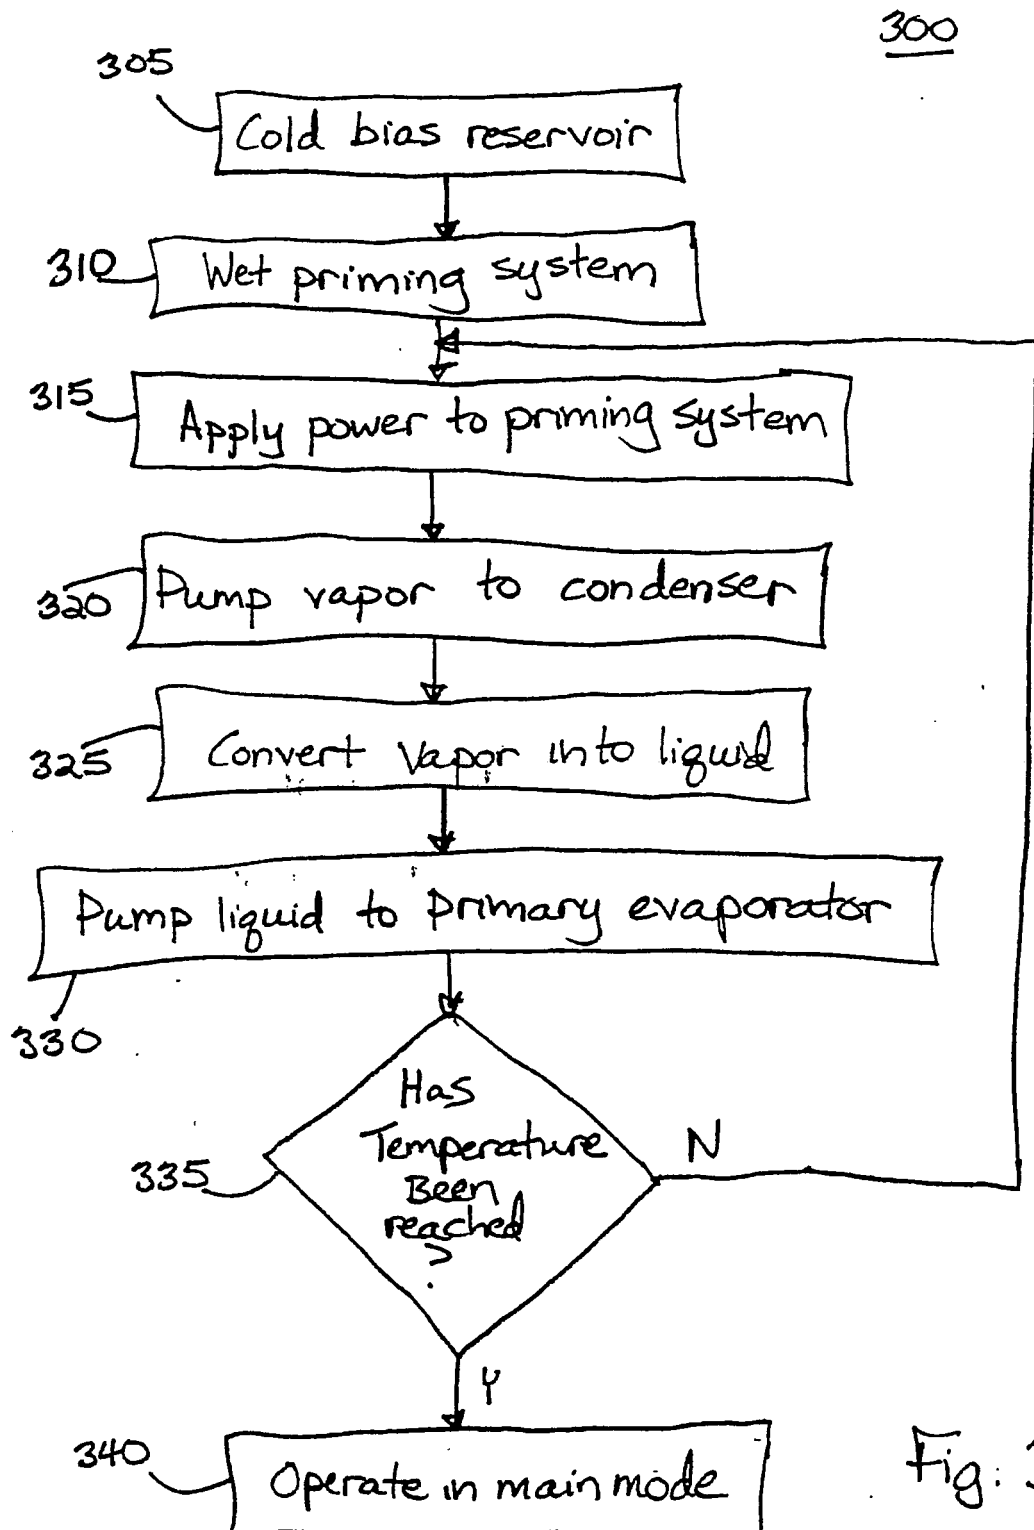 300
305
Cold bias reservoir
310
Wet priming system
315
Apply power to priming system
320
Pump vapor to condenser
325
Convert vapor into liquid
Pump liquid to primary evaporator
330
Has
Temperature
Been
reached
?
335
N
Y
340
Operate in main mode
Fig. 3